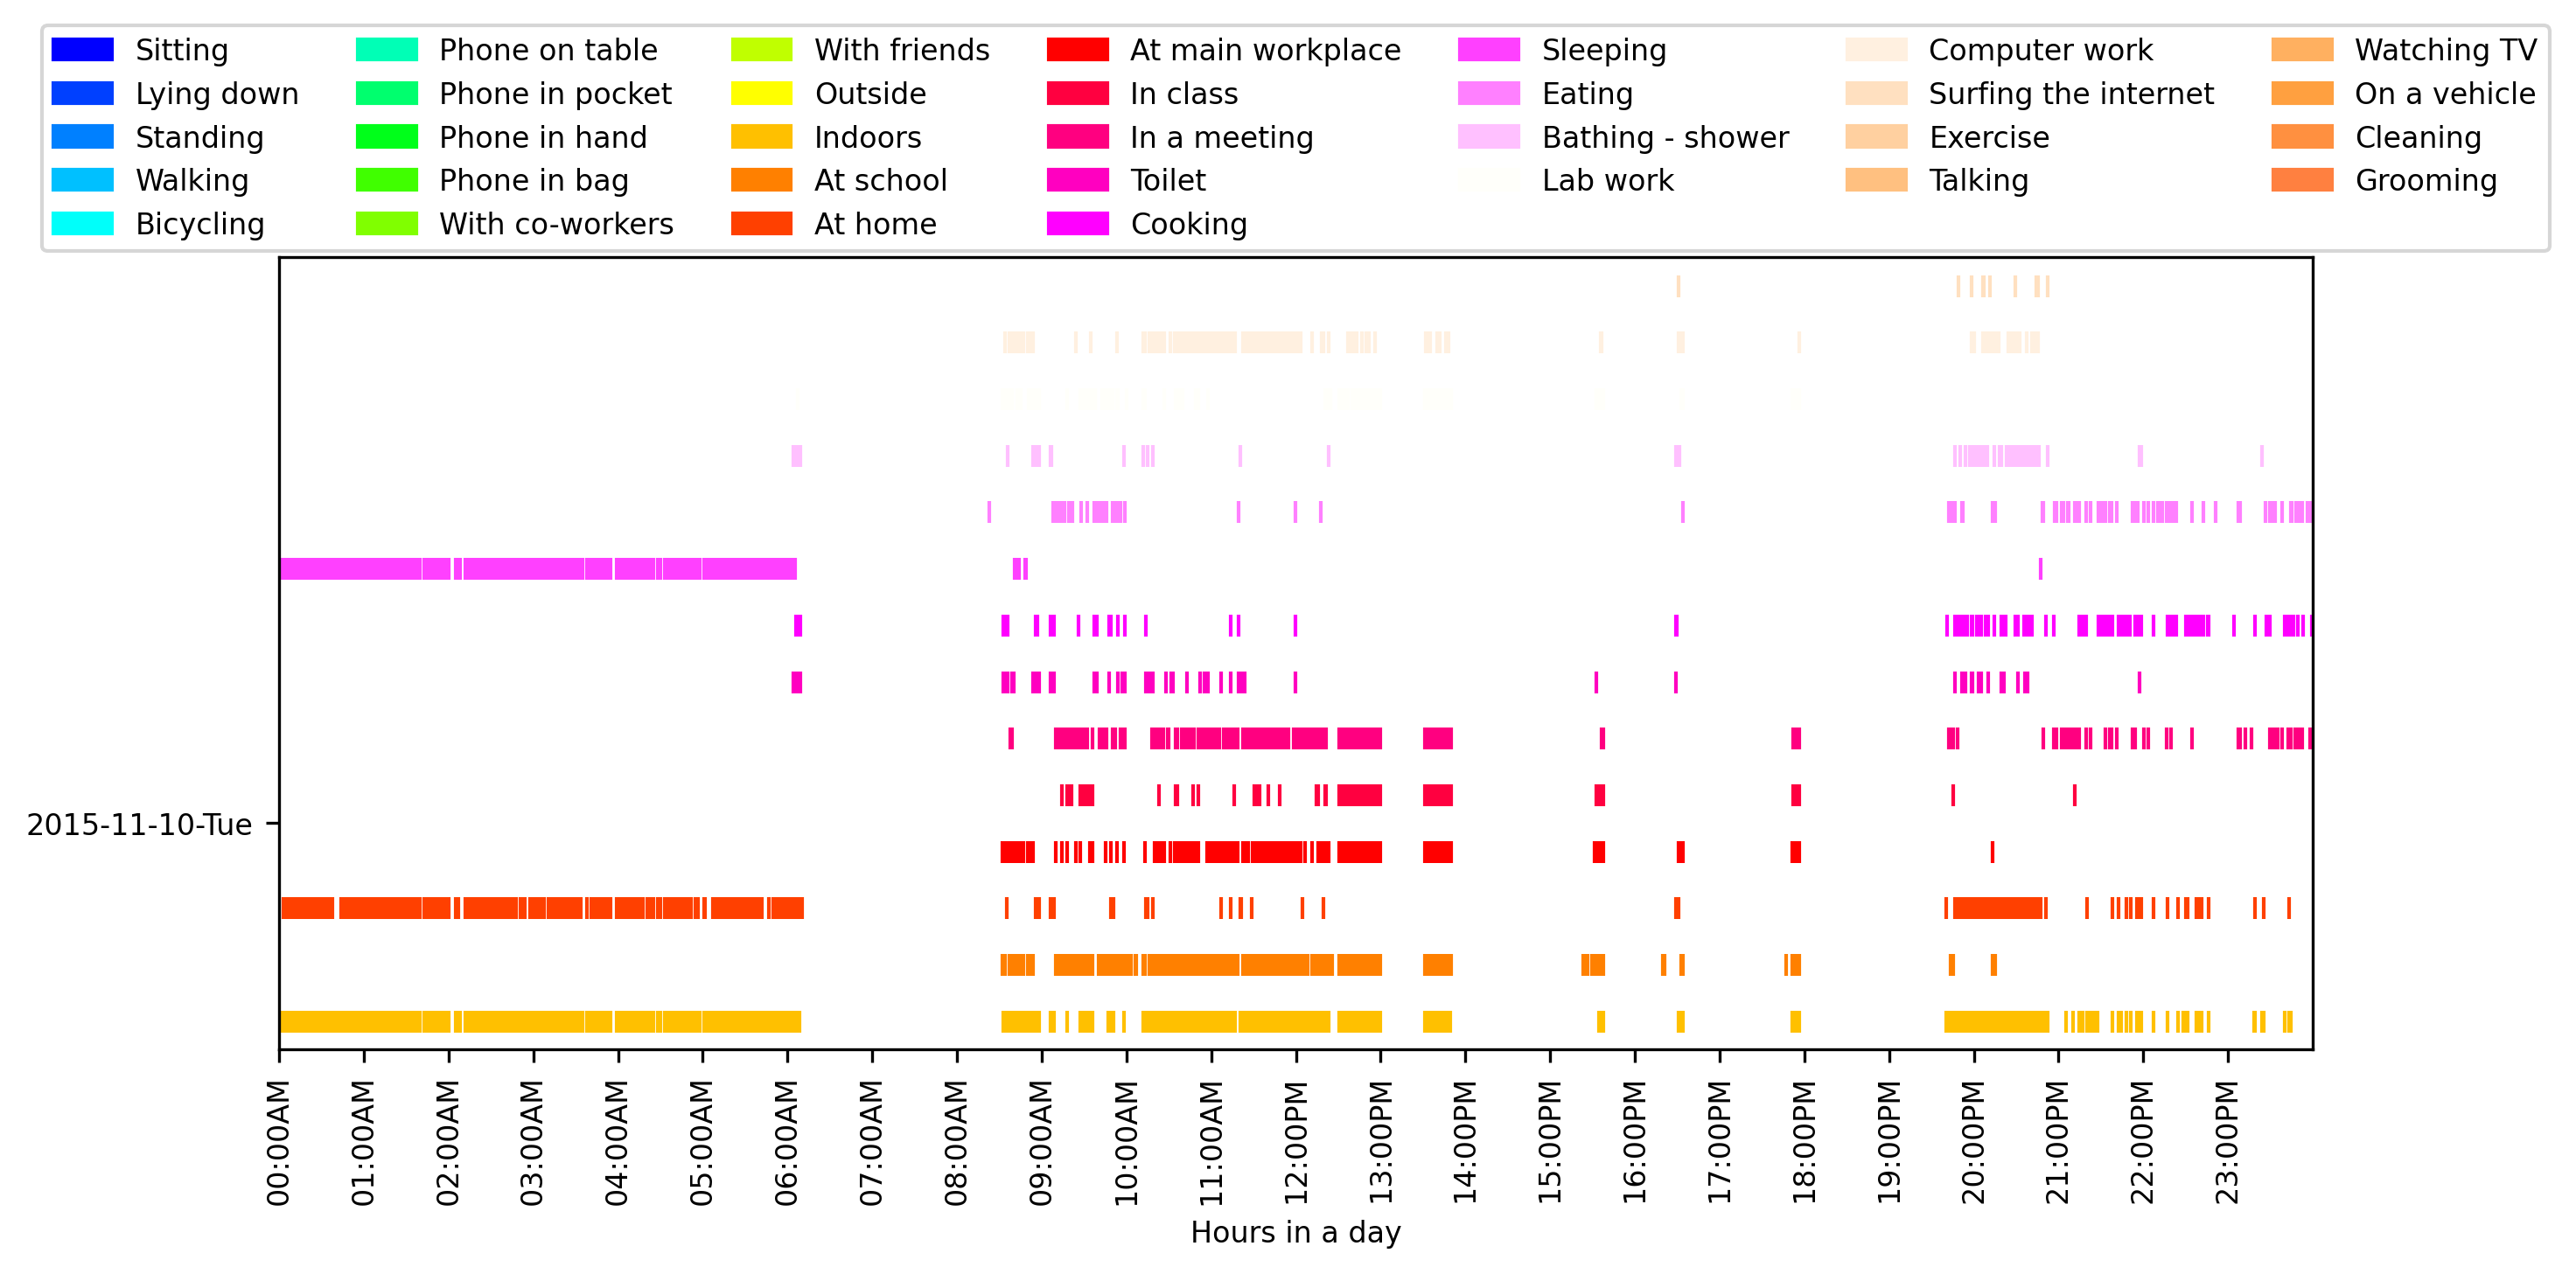 Sitting
Lying down
Standing
Walking
Bicycling
Phone on table
Phone in pocket
Phone in hand
Phone in bag
With co-workers
With friends
Outside
Indoors
At school
At home
At main workplace
In class
In a meeting
Toilet
Cooking
Sleeping
Eating
Bathing - shower
Lab work
Computer work
Surfing the internet
Exercise
Talking
Watching TV
On a vehicle
Cleaning
Grooming
2015-11-10-Tue
00:00AM
01:00AM
02:00AM
03:00AM
04:00AM
05:00AM
06:00AM
07:00AM
08:00AM
09:00AM
10:00AM
11:00AM
12:00PM
13:00PM
14:00PM
15:00PM
16:00PM
17:00PM
18:00PM
19:00PM
20:00PM
21:00PM
22:00PM
23:00PM
Hours in a day